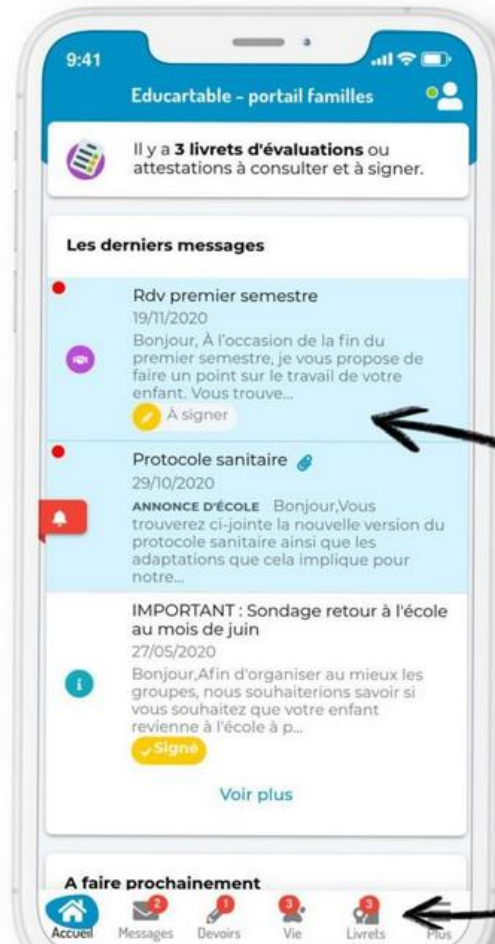 9:41
Educartable - portail familles
Il y a 3 livrets d'évaluations ou
attestations à consulter et à signer.
Les derniers messages
Rdv premier semestre
19/11/2020
Bonjour, À l'occasion de la fin du
premier semestre, je vous propose de
faire un point sur le travail de votre
enfant. Vous trouve...
À signer
Protocole sanitaire
29/10/2020
ANNONCE D'ÉCOLE Bonjour,Vous
trouverez ci-jointe la nouvelle version du
protocole sanitaire ainsi que les
adaptations que cela implique pour
notre...
IMPORTANT : Sondage retour à l'école
au mois de juin
27/05/2020
Bonjour,Afin d'organiser au mieux les
groupes, nous souhaiterions savoir si
vous souhaitez que votre enfant
revienne à l'école à p...
Signé
Voir plus
A faire prochainement
2 1 3 3
Accueil Messages Devoirs Vie Livrets Plus